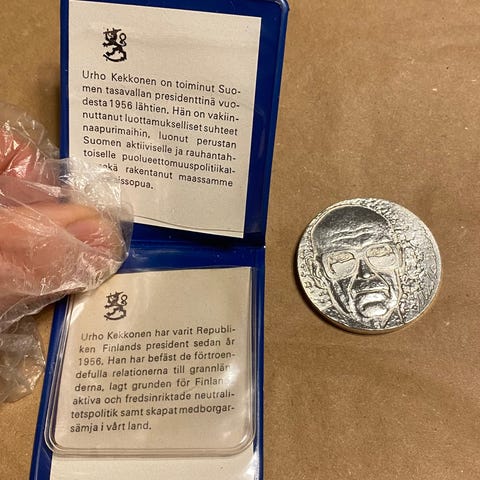 Urho Kekkonen on toiminut Suo-
men tasavallan presidenttinä vuo-
desta 1956 lähtien. Hän on vakiin-
nuttanut luottamukselliset suhteet
naapurimaihin, luonut perustan
Suomen aktiiviselle ja rauhantah-
toiselle puolueettomuuspolitiikal-
rakentanut maassamme
Urho Kekkonen har varit Republi-
ken Finlands president sedan år
1956. Han har befäst de förtroen-
defulla relationerna till grannlän-
derna, lagt grunden för Finlands
aktiva och fredsinriktade neutrali-
tetspolitik samt skapat medborgar-
sämja i vårt land.